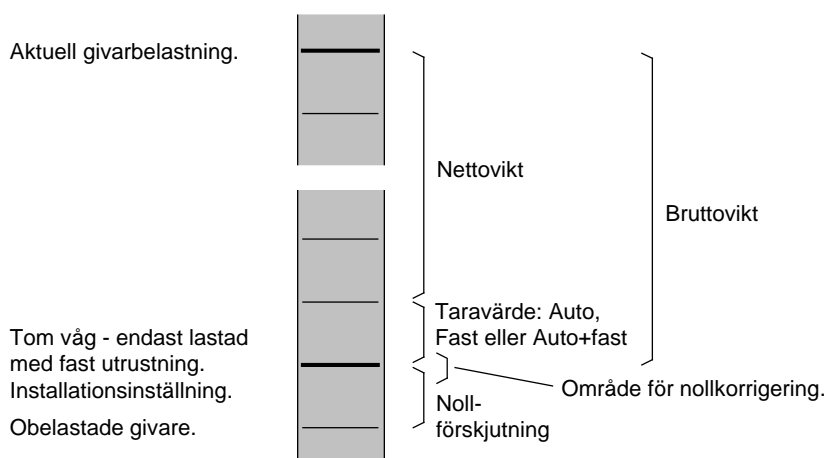 Aktuell givarbelastning.
Nettovikt
Bruttovikt
Taravärde: Auto,
Fast eller Auto+fast
Tom våg - endast lastad
med fast utrustning.
Installationsinställning.
Område för nollkorrigering.
Noll-
förskjutning
Obelastade givare.